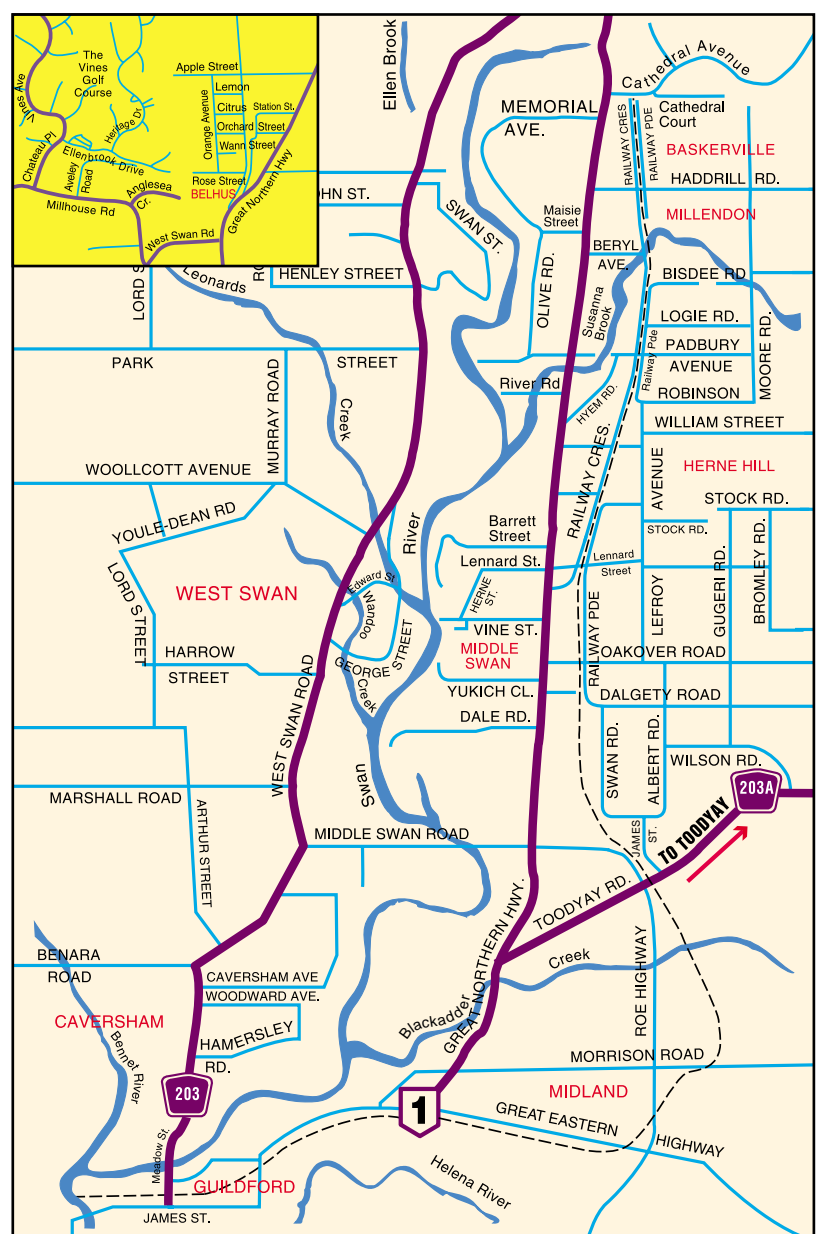 The
Vines
Golf
Course
Vines Ave
Apple Street
Lemon
Citrus
Station St.
Orange Avenue
Orchard Street
Wann Street
Heritage Dr.
Chateau Pl
Ellenbrook Drive
Aveley
Road
Anglesea
Cr.
Rose Street
BELHUS
Great Northern Hwy
Millhouse Rd
West Swan Rd
Ellen Brook
Cathedral Avenue
MEMORIAL
AVE.
Cathedral
Court
RAILWAY CRES
RAILWAY PDE
BASKERVILLE
HADDRILL RD.
MILLENDON
OHN ST.
SWAN ST.
Maisie
Street
BERYL
AVE.
BISDEE RD
LORD S
RO
HENLEY STREET
Leonards
Creek
OLIVE RD.
Susanna
Brook
LOGIE RD.
PADBURY
AVENUE
Railway Pde
MOORE RD.
ROBINSON
PARK
STREET
MURRAY ROAD
River Rd
HYEM RD.
WILLIAM STREET
WOOLLCOTT AVENUE
RAILWAY CRES.
AVENUE
HERNE HILL
STOCK RD.
YOULE-DEAN RD
River
Barrett
Street
STOCK RD.
Lennard St.
Lennard
Street
LORD STREET
WEST SWAN
Edward St
Wandoo
Creek
HERNE
ST.
LEFROY
GUGERI RD.
BROMLEY RD.
VINE ST.
HARROW
STREET
GEORGE STREET
MIDDLE
SWAN
RAILWAY PDE
OAKOVER ROAD
YUKICH CL.
DALGETY ROAD
DALE RD.
WEST SWAN ROAD
Swan
SWAN RD.
ALBERT RD.
WILSON RD.
MARSHALL ROAD
203A
ARTHUR STREET
MIDDLE SWAN ROAD
JAMES
ST.
TO TOODYAY
TOODYAY RD.
BENARA
ROAD
GREAT NORTHERN HWY.
Creek
CAVERSHAM AVE
WOODWARD AVE.
Blackadder
ROE HIGHWAY
CAVERSHAM
HAMERSLEY
RD.
Bennet River
MORRISON ROAD
203
1
MIDLAND
GREAT EASTERN
HIGHWAY
Meadow St.
GUILDFORD
Helena River
JAMES ST.